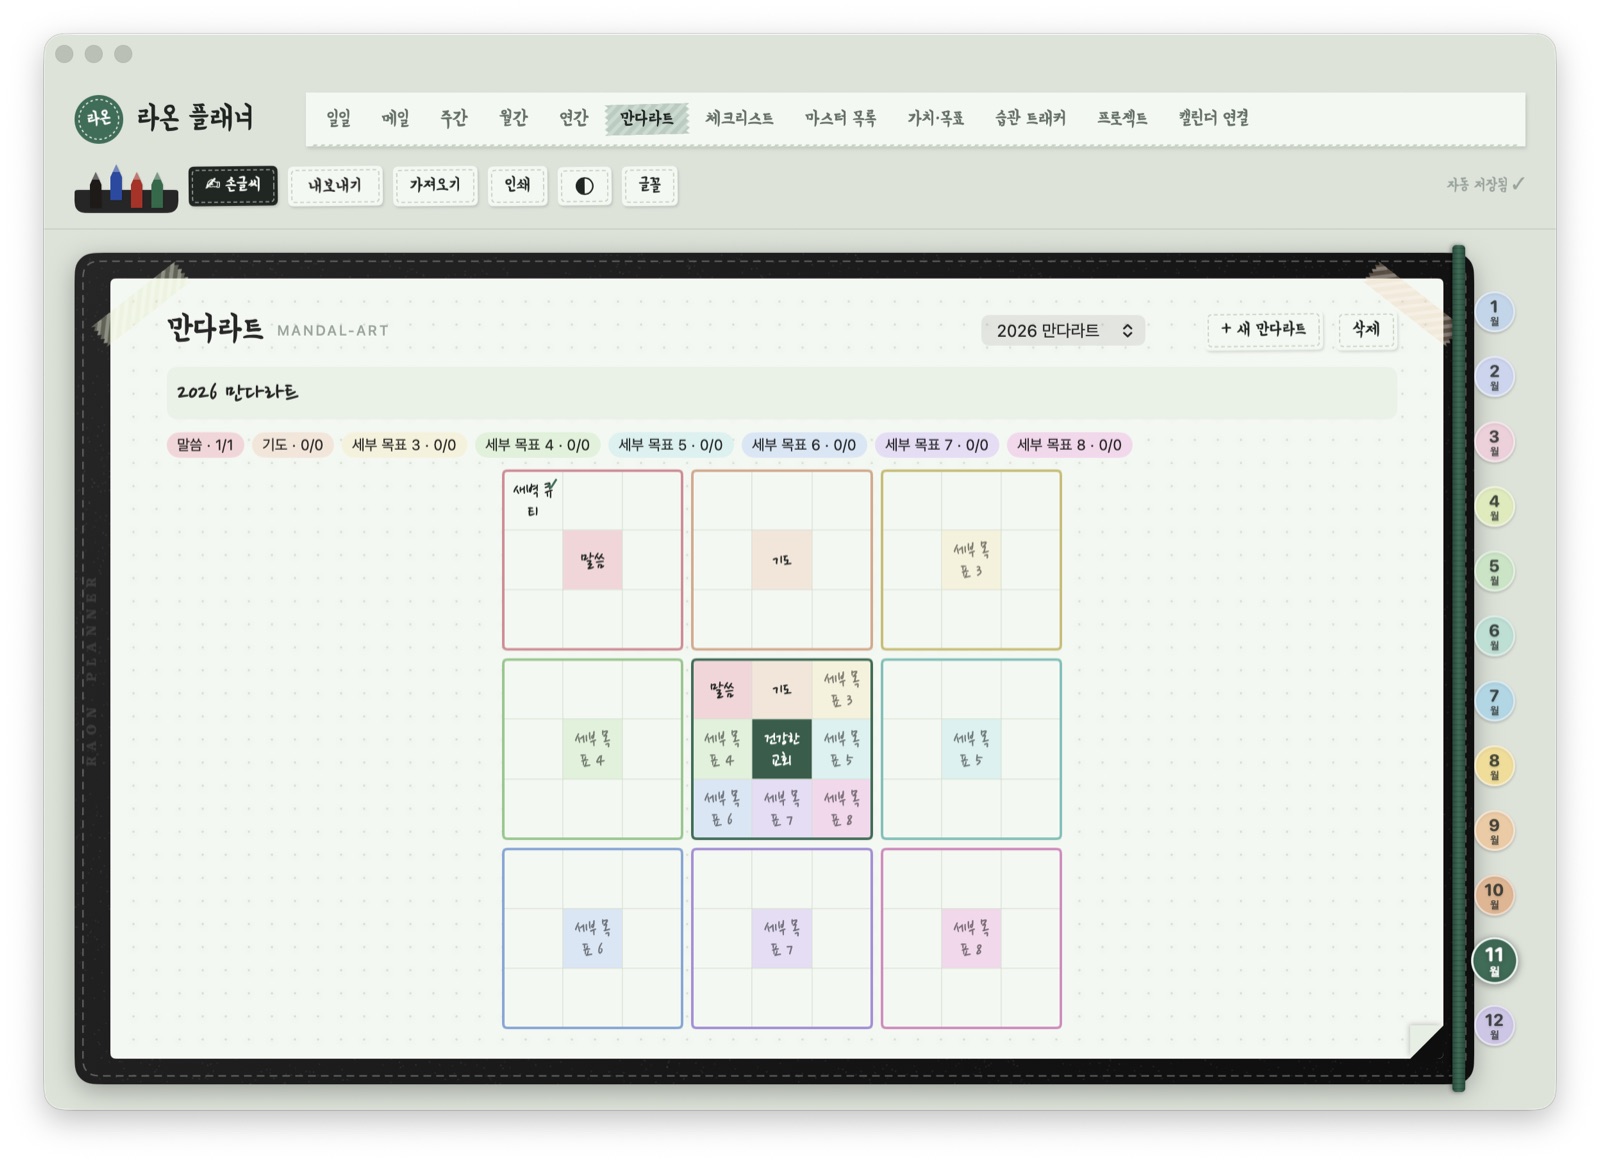 라온 라온 플래너
일일 메일 주간 월간 연간 만다라트 체크리스트 마스터 목록 가치·목표 습관 트래커 프로젝트 캘린더 연결
✍ 손글씨 내보내기 가져오기 인쇄 글꼴 자동 저장됨 ✓
만다라트 MANDAL-ART 2026 만다라트 + 새 만다라트 삭제
2026 만다라트
말씀 · 1/1 기도 · 0/0 세부 목표 3 · 0/0 세부 목표 4 · 0/0 세부 목표 5 · 0/0 세부 목표 6 · 0/0 세부 목표 7 · 0/0 세부 목표 8 · 0/0
새벽 큐
티
말씀
기도
세부 목
표 3
세부 목
표 4
말씀
기도
세부 목
표 3
세부 목
표 4
건강한
교회
세부 목
표 5
세부 목
표 6
세부 목
표 7
세부 목
표 8
세부 목
표 5
세부 목
표 6
세부 목
표 7
세부 목
표 8
RAON PLANNER
1
월
2
월
3
월
4
월
5
월
6
월
7
월
8
월
9
월
10
월
11
월
12
월